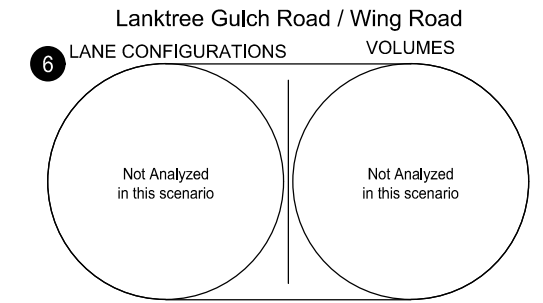 Lanktree Gulch Road / Wing Road
6
LANE CONFIGURATIONS
VOLUMES
Not Analyzed
in this scenario
Not Analyzed
in this scenario